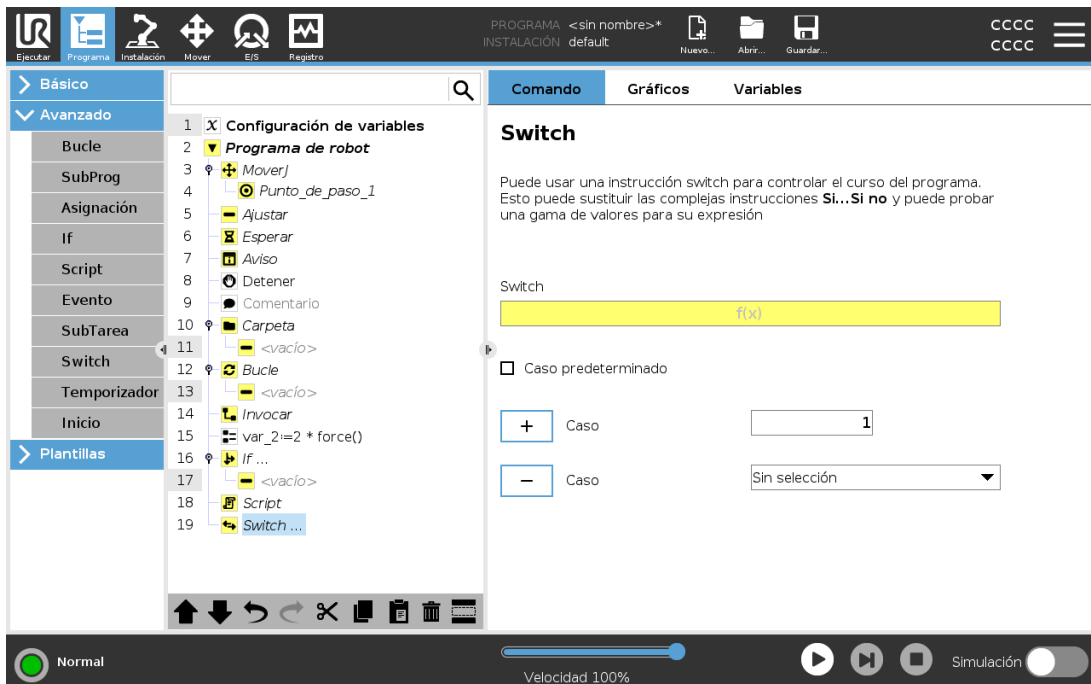 PROGRAMA <sin nombre>*
INSTALACIÓN default
CCCC
CCCC
Ejecutar Programa Instalación Mover E/S Registro Nuevo... Abrir... Guardar...
Básico
Avanzado
Bucle
SubProg
Asignación
If
Script
Evento
SubTarea
Switch
Temporizador
Inicio
Plantillas
1 X Configuración de variables
2 Programa de robot
3 MoverJ
4 Punto_de_paso_1
5 Ajustar
6 Esperar
7 Aviso
8 Detener
9 Comentario
10 Carpeta
11 <vacío>
12 Bucle
13 <vacío>
14 Invocar
15 var_2:=2 * force()
16 If ...
17 <vacío>
18 Script
19 Switch ...
Comando Gráficos Variables
Switch
Puede usar una instrucción switch para controlar el curso del programa.
Esto puede sustituir las complejas instrucciones Si...Si no y puede probar
una gama de valores para su expresión
Switch
f(x)
Caso predeterminado
+ Caso 1
− Caso Sin selección
Normal
Velocidad 100%
Simulación